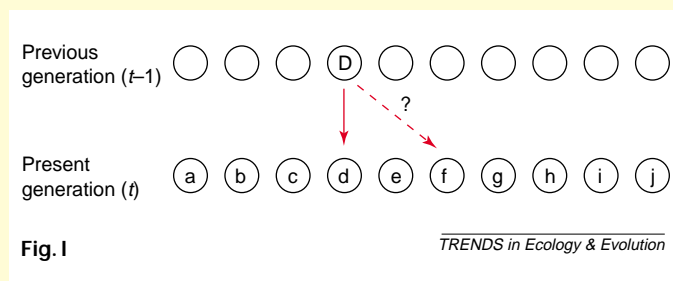 Previous
generation (t–1)
D
?
Present
generation (t)
a b c d e f g h i j
Fig. I
TRENDS in Ecology & Evolution